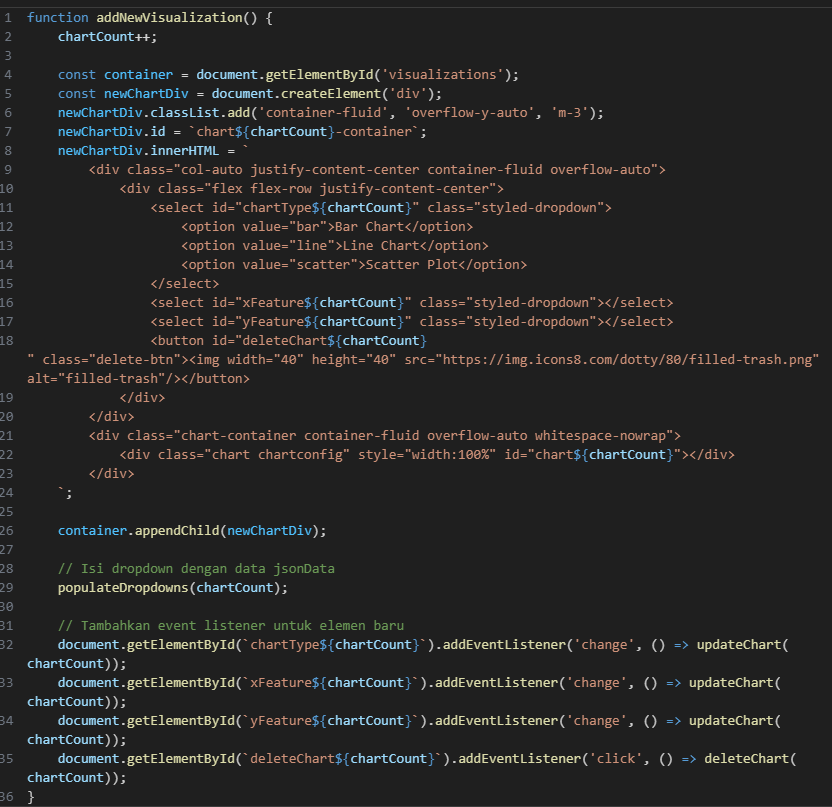 1 function addNewVisualization() {
2     chartCount++;
3
4     const container = document.getElementById('visualizations');
5     const newChartDiv = document.createElement('div');
6     newChartDiv.classList.add('container-fluid', 'overflow-y-auto', 'm-3');
7     newChartDiv.id = `chart${chartCount}-container`;
8     newChartDiv.innerHTML = `
9         <div class="col-auto justify-content-center container-fluid overflow-auto">
10             <div class="flex flex-row justify-content-center">
11                 <select id="chartType${chartCount}" class="styled-dropdown">
12                     <option value="bar">Bar Chart</option>
13                     <option value="line">Line Chart</option>
14                     <option value="scatter">Scatter Plot</option>
15                 </select>
16                 <select id="xFeature${chartCount}" class="styled-dropdown"></select>
17                 <select id="yFeature${chartCount}" class="styled-dropdown"></select>
18                 <button id="deleteChart${chartCount}
" class="delete-btn"><img width="40" height="40" src="https://img.icons8.com/dotty/80/filled-trash.png"
alt="filled-trash"/></button>
19             </div>
20         </div>
21         <div class="chart-container container-fluid overflow-auto whitespace-nowrap">
22             <div class="chart chartconfig" style="width:100%" id="chart${chartCount}"></div>
23         </div>
24     `;
25
26     container.appendChild(newChartDiv);
27
28     // Isi dropdown dengan data jsonData
29     populateDropdowns(chartCount);
30
31     // Tambahkan event listener untuk elemen baru
32     document.getElementById(`chartType${chartCount}`).addEventListener('change', () => updateChart(
chartCount));
33     document.getElementById(`xFeature${chartCount}`).addEventListener('change', () => updateChart(
chartCount));
34     document.getElementById(`yFeature${chartCount}`).addEventListener('change', () => updateChart(
chartCount));
35     document.getElementById(`deleteChart${chartCount}`).addEventListener('click', () => deleteChart(
chartCount));
36 }